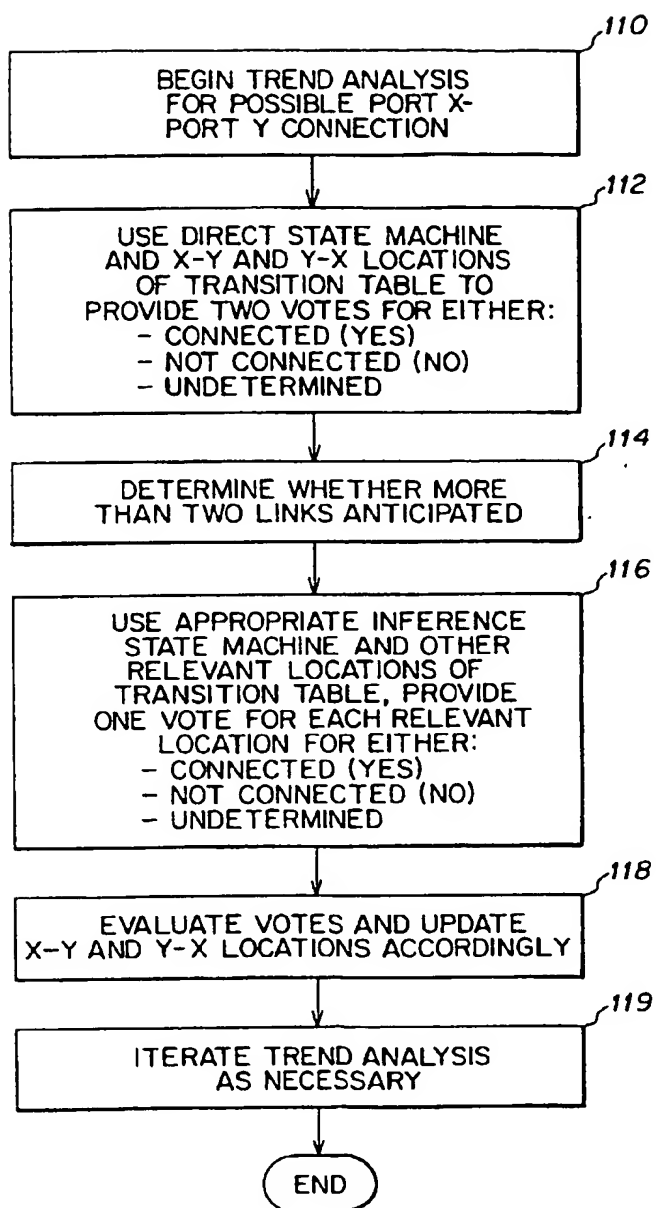 110
BEGIN TREND ANALYSIS
FOR POSSIBLE PORT X-
PORT Y CONNECTION
112
USE DIRECT STATE MACHINE
AND X-Y AND Y-X LOCATIONS
OF TRANSITION TABLE TO
PROVIDE TWO VOTES FOR EITHER:
- CONNECTED (YES)
- NOT CONNECTED (NO)
- UNDETERMINED
114
DETERMINE WHETHER MORE
THAN TWO LINKS ANTICIPATED
116
USE APPROPRIATE INFERENCE
STATE MACHINE AND OTHER
RELEVANT LOCATIONS OF
TRANSITION TABLE, PROVIDE
ONE VOTE FOR EACH RELEVANT
LOCATION FOR EITHER:
- CONNECTED (YES)
- NOT CONNECTED (NO)
- UNDETERMINED
118
EVALUATE VOTES AND UPDATE
X-Y AND Y-X LOCATIONS ACCORDINGLY
119
ITERATE TREND ANALYSIS
AS NECESSARY
END